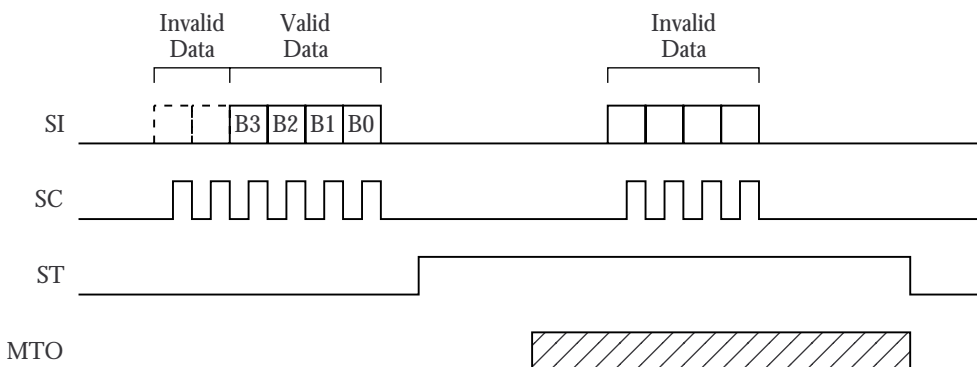 Invalid
Data
Valid
Data
Invalid
Data
SI
B3 B2 B1 B0
SC
ST
MTO